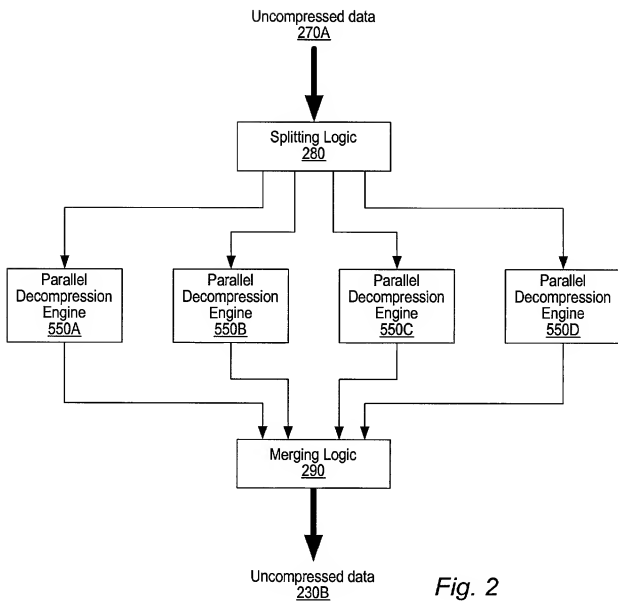 Uncompressed data
270A
Splitting Logic
280
Parallel
Decompression
Engine
550A
Parallel
Decompression
Engine
550B
Parallel
Decompression
Engine
550C
Parallel
Decompression
Engine
550D
Merging Logic
290
Uncompressed data
230B
Fig. 2